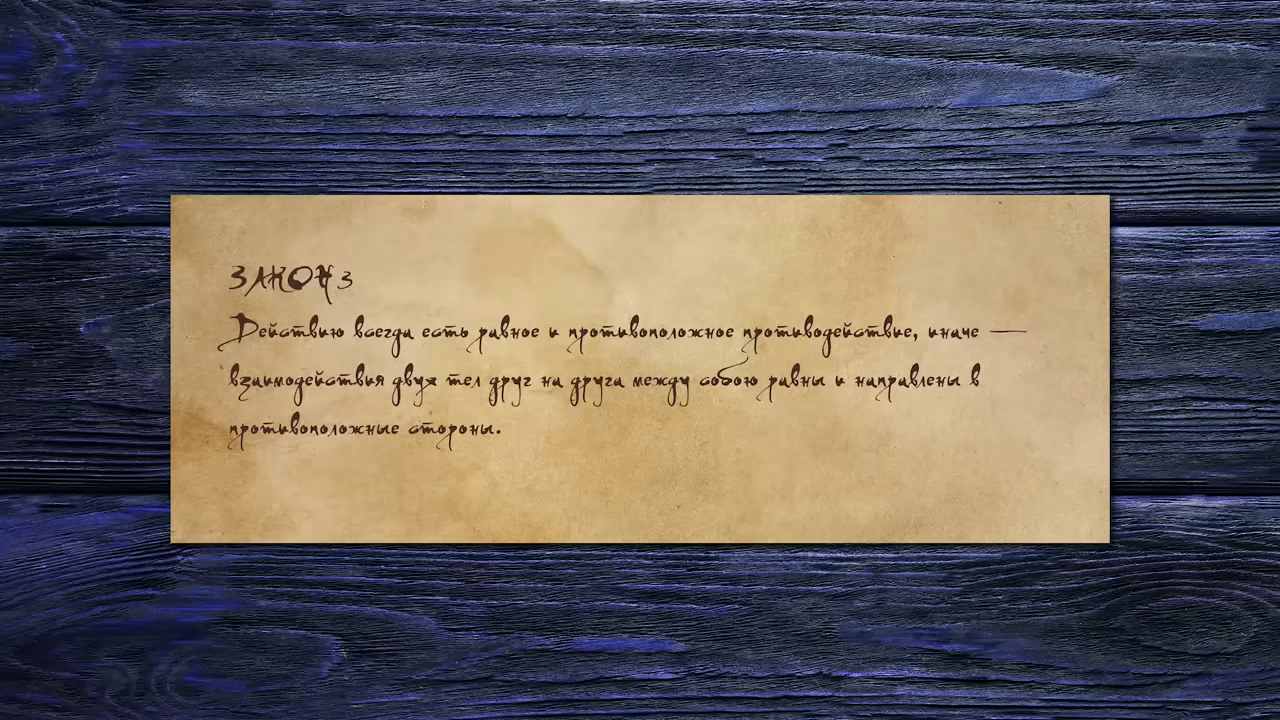 ЗАКОН 3
Действию всегда есть равное и противоположное противодействие, иначе —
взаимодействия двух тел друг на друга между собою равны и направлены в
противоположные стороны.